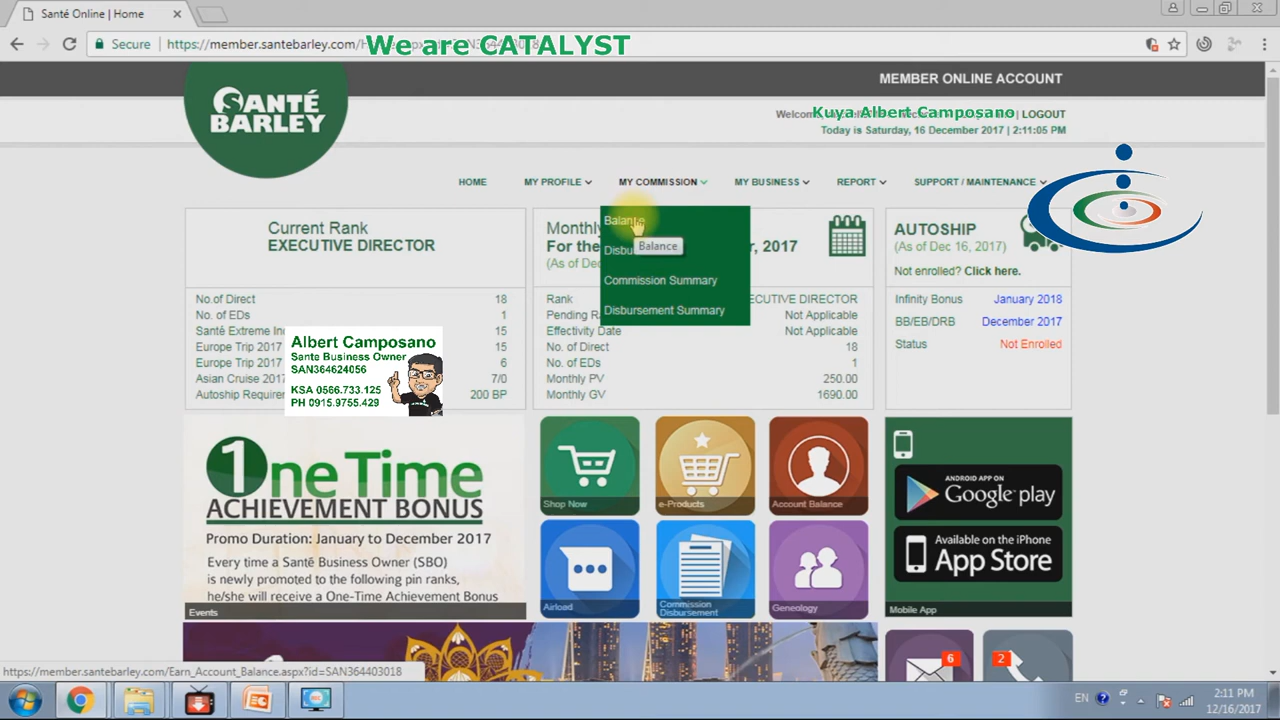 Santé Online | Home
Secure
https://member.santebarley.com/
We are CATALYST
SANTÉ
BARLEY
MEMBER ONLINE ACCOUNT
Welcome,
Kuya Albert Camposano
| LOGOUT
Today is Saturday, 16 December 2017 | 2:11:05 PM
HOME
MY PROFILE
MY COMMISSION
MY BUSINESS
REPORT
SUPPORT / MAINTENANCE
Balance
Balance
Commission Summary
Disbursement Summary
Current Rank
EXECUTIVE DIRECTOR
No.of Direct 18
No. of EDs 1
Santé Extreme 15
Europe Trip 2017 15
Europe Trip 2017 6
Asian Cruise 2017 7/0
Autoship 200 BP
Albert Camposano
Sante Business Owner
SAN364624056
KSA 0566.733.125
PH 0915.9755.429
Monthly
For the , 2017
(As of Dec
Rank EXECUTIVE DIRECTOR
Pending Not Applicable
Effectivity Date Not Applicable
No. of Direct 18
No. of EDs 1
Monthly PV 250.00
Monthly GV 1690.00
AUTOSHIP
(As of Dec 16, 2017)
Not enrolled? Click here.
Infinity Bonus January 2018
BB/EB/DRB December 2017
Status Not Enrolled
1ne Time
ACHIEVEMENT BONUS
Promo Duration: January to December 2017
Every time a Santé Business Owner (SBO)
is newly promoted to the following pin ranks,
he/she will receive a One-Time Achievement Bonus
Events
Shop Now
e-Products
Account Balance
Airload
Commission
Disbursement
Geneology
ANDROID APP ON
Google play
Available on the iPhone
App Store
Mobile App
6
2
https://member.santebarley.com/Earn_Account_Balance.aspx?id=SAN364403018
EN
2:11 PM
12/16/2017